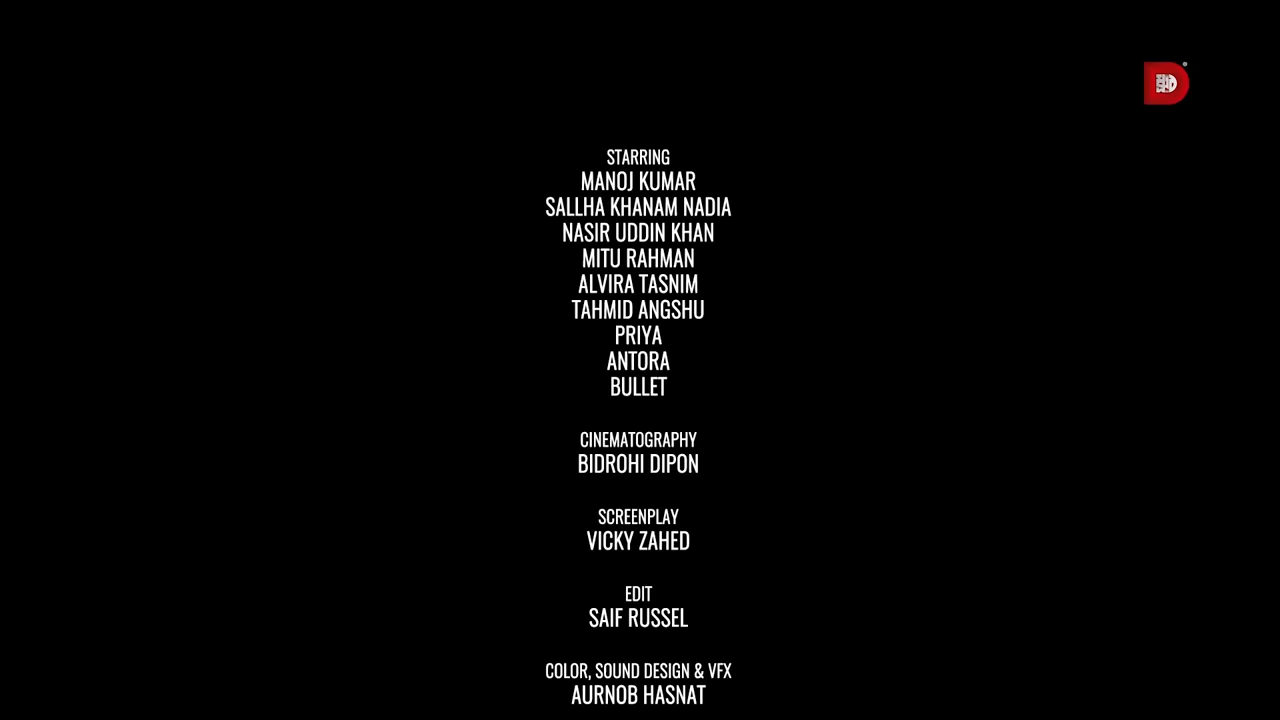 STARRING
MANOJ KUMAR
SALLHA KHANAM NADIA
NASIR UDDIN KHAN
MITU RAHMAN
ALVIRA TASNIM
TAHMID ANGSHU
PRIYA
ANTORA
BULLET
CINEMATOGRAPHY
BIDROHI DIPON
SCREENPLAY
VICKY ZAHED
EDIT
SAIF RUSSEL
COLOR, SOUND DESIGN & VFX
AURNOB HASNAT